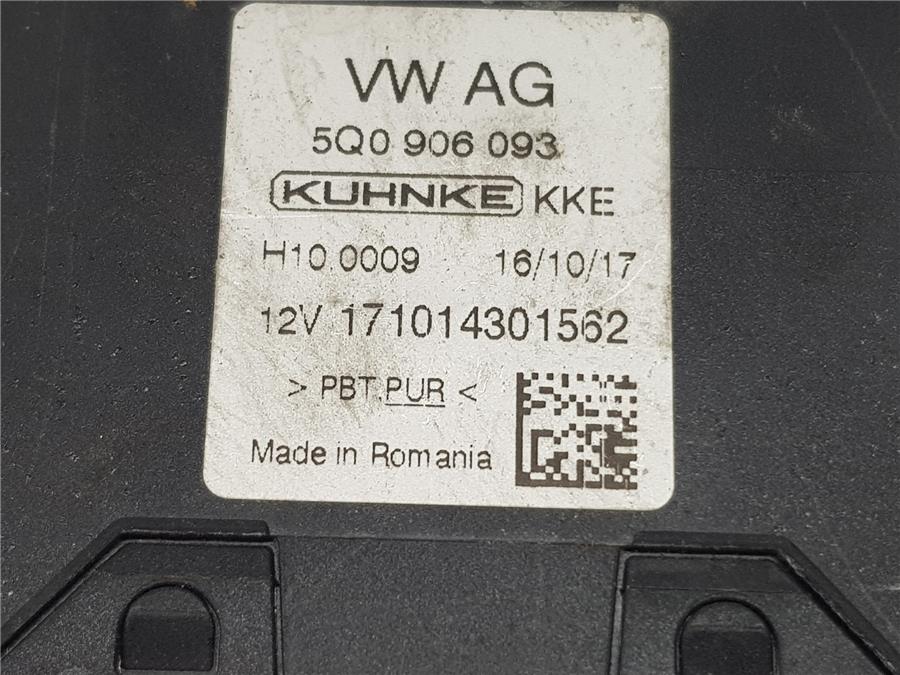 VW AG
5Q0 906 093
KUHNKE KKE
H10 0009 16/10/17
12V 171014301562
> PBT.PUR <
Made in Romania